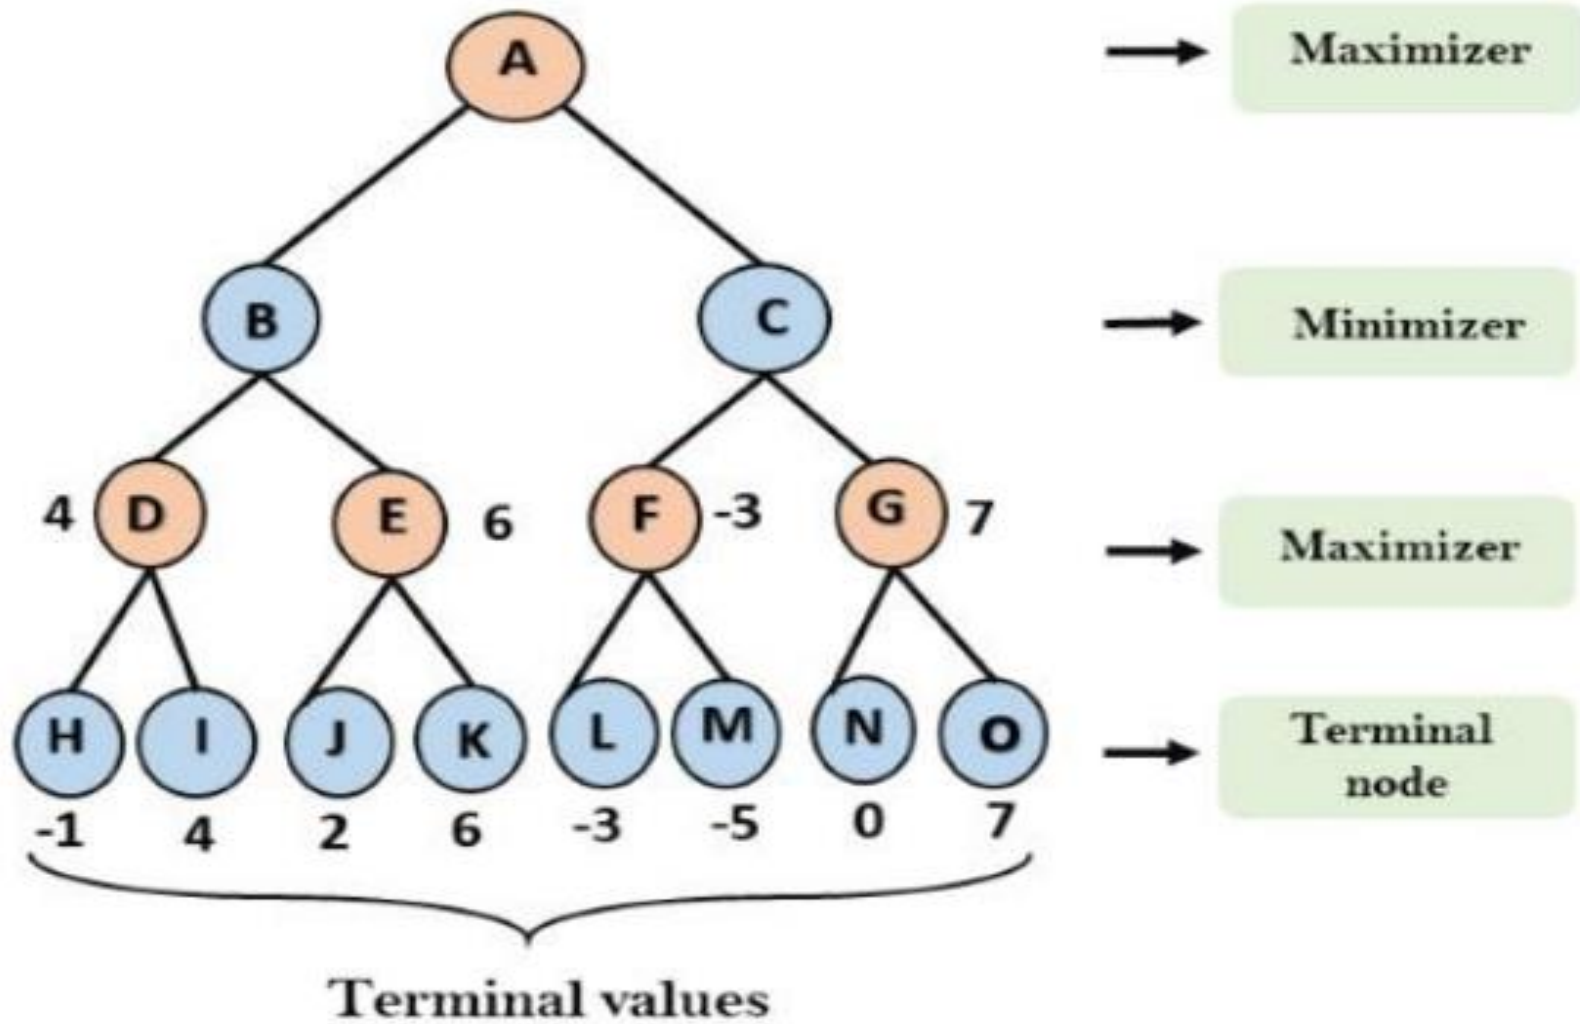 A
Maximizer
B
C
Minimizer
4
D
E
6
F
-3
G
7
Maximizer
H
I
J
K
L
M
N
O
Terminal
node
-1
4
2
6
-3
-5
0
7
Terminal values